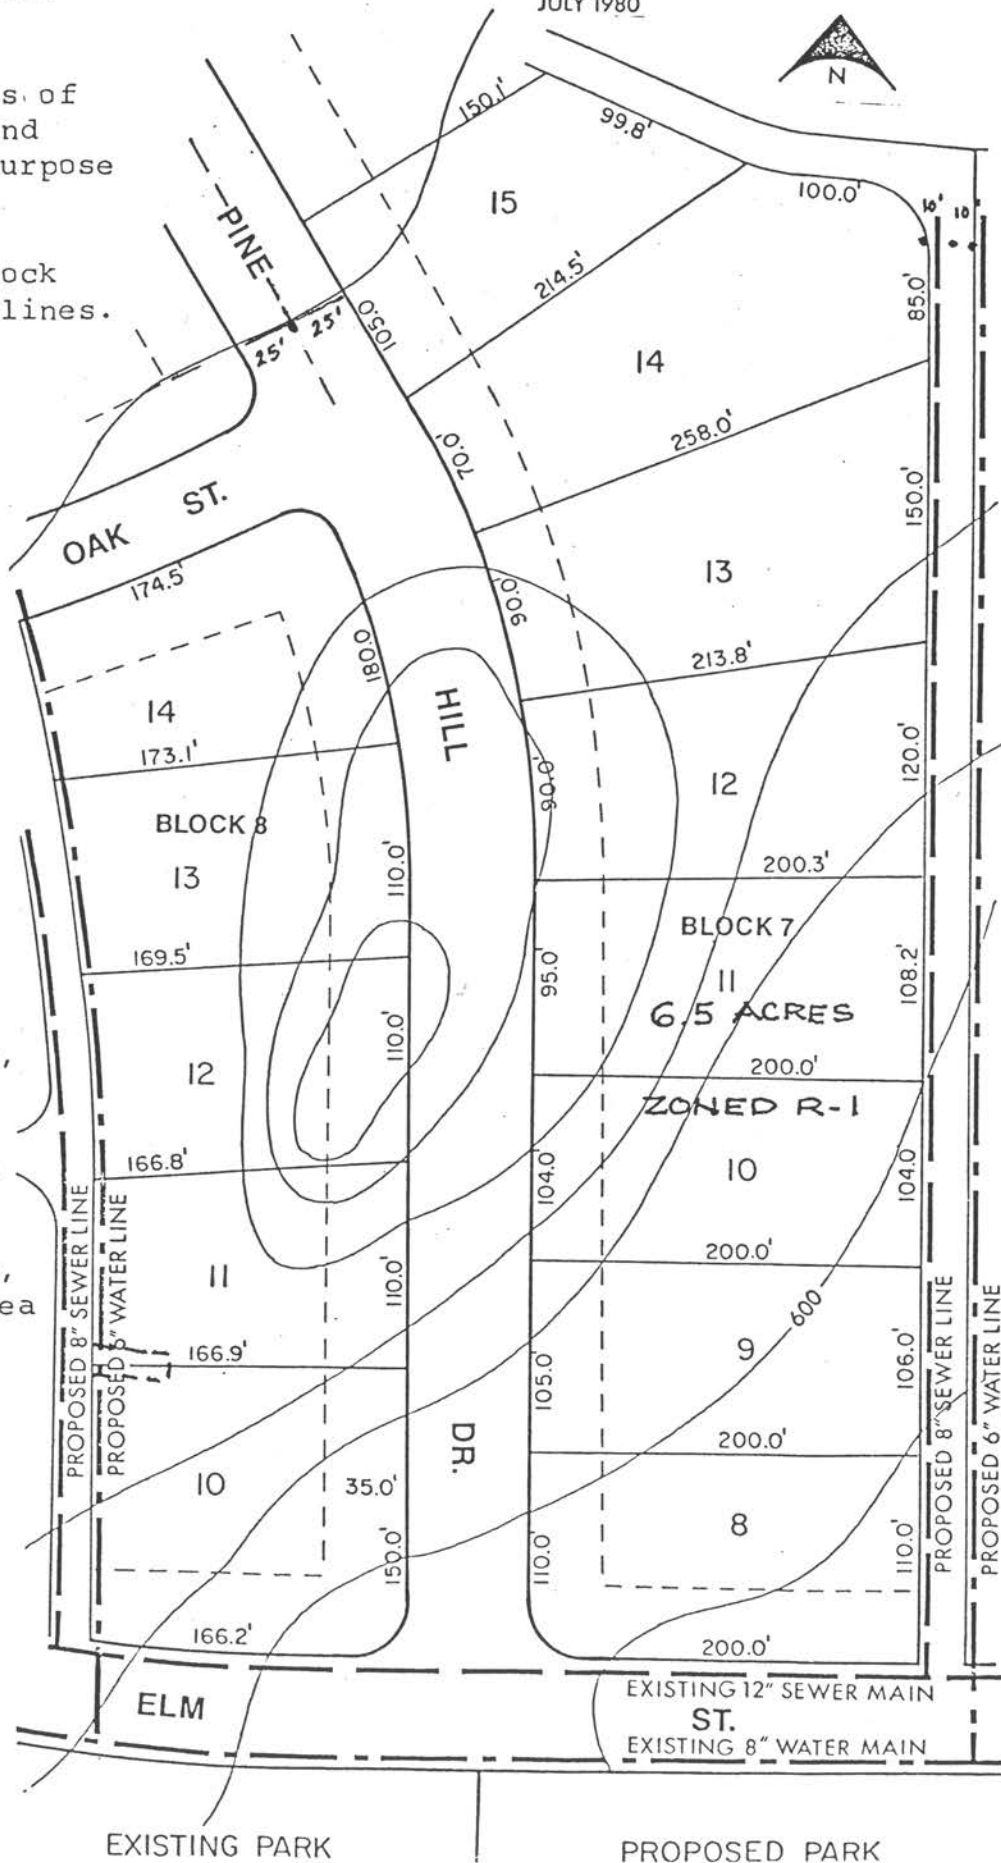 JULY 1980
N
s of
nd
urpose
ock
lines.
150.1'
99.8'
100.0'
10' 10'
PINE
15
214.5'
25' 25'
105.0
85.0'
14
70.0'
258.0'
150.0'
OAK ST.
174.5'
13
90.0'
180.0
213.8'
HILL
14
173.1'
12
90.0'
120.0'
BLOCK 8
13
110.0'
200.3'
BLOCK 7
169.5'
95.0'
11
108.2'
6.5 ACRES
110.0'
200.0'
,
12
ZONED R-1
10
166.8'
104.0
104.0
200.0'
11
110.0'
600
,
ea
9
166.9'
105.0
106.0'
PROPOSED 8" SEWER LINE
PROPOSED 6" WATER LINE
DR.
200.0'
10
35.0'
8
150.0'
110.0'
110.0'
PROPOSED 8" SEWER LINE
PROPOSED 6" WATER LINE
166.2'
200.0'
EXISTING 12" SEWER MAIN
ELM ST.
EXISTING 8" WATER MAIN
EXISTING PARK
PROPOSED PARK